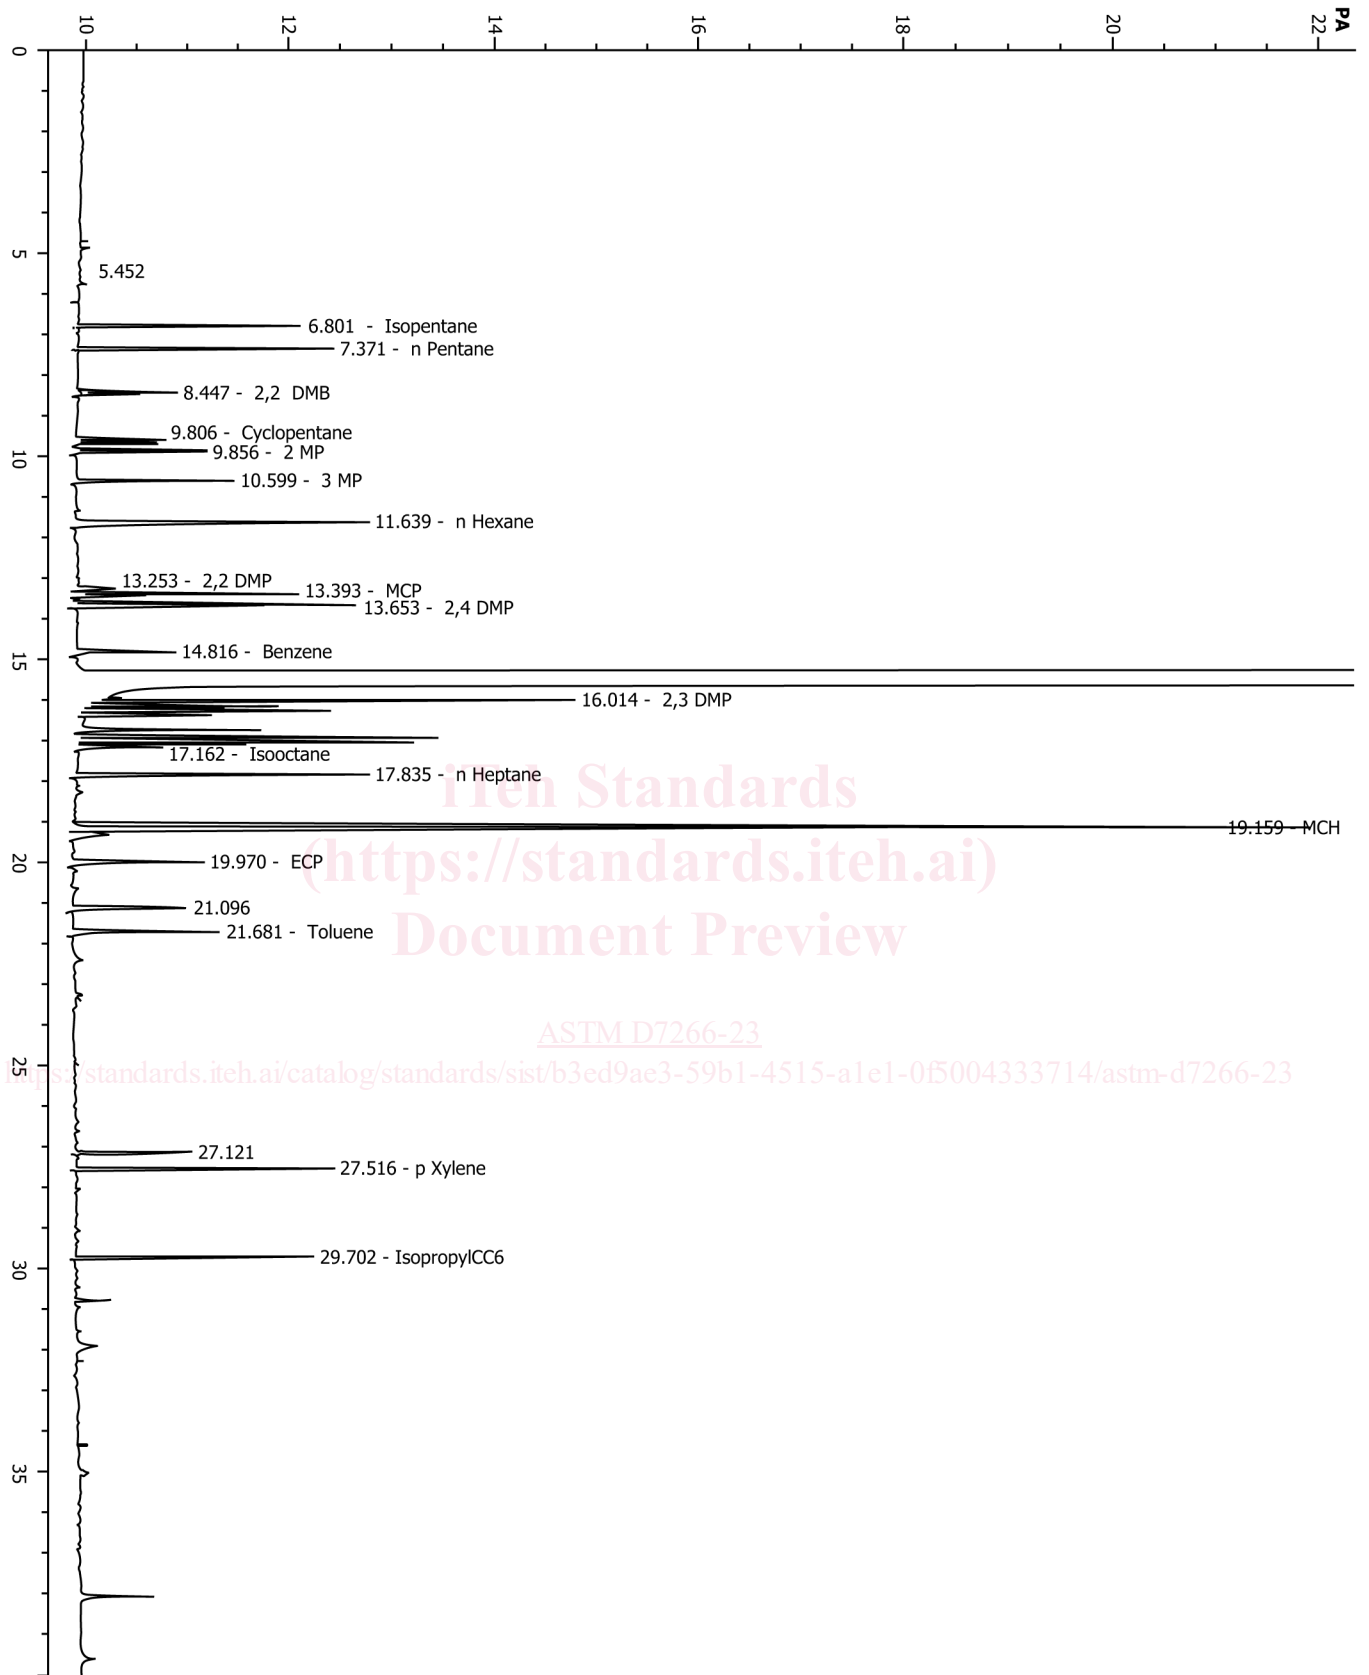 PA
10
12
14
16
18
20
22
0
5
5.452
6.801 - Isopentane
7.371 - n Pentane
8.447 - 2,2 DMB
9.806 - Cyclopentane
10
9.856 - 2 MP
10.599 - 3 MP
11.639 - n Hexane
13.253 - 2,2 DMP
13.393 - MCP
13.653 - 2,4 DMP
14.816 - Benzene
15
16.014 - 2,3 DMP
17.162 - Isooctane
17.835 - n Heptane
iTeh Standards
19.159 - MCH
20
19.970 - ECP
(https://standards.iteh.ai)
21.096
21.681 - Toluene
Document Preview
ASTM D7266-23
25
https://standards.iteh.ai/catalog/standards/sist/b3ed9ae3-59b1-4515-a1e1-0f5004333714/astm-d7266-23
27.121
27.516 - p Xylene
29.702 - IsopropylCC6
30
35